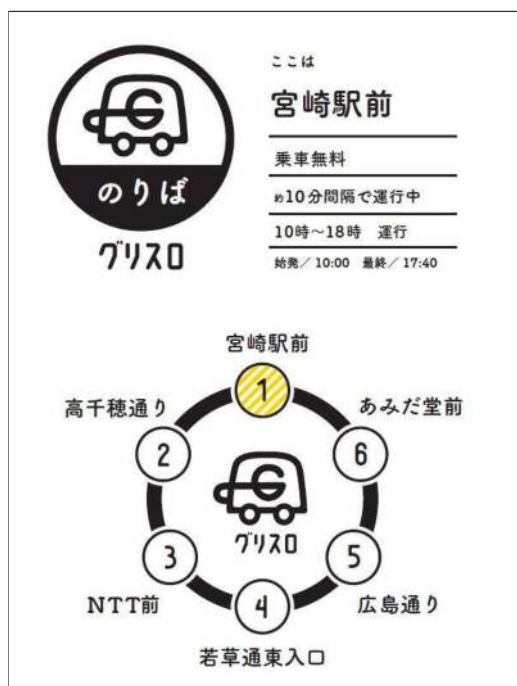 のりば
グリスロ
ここは
宮崎駅前
乗車無料
約10分間隔で運行中
10時〜18時 運行
始発／10:00 最終／17:40
宮崎駅前
1
高千穂通り
あみだ堂前
2
6
グリスロ
3
5
NTT前
広島通り
4
若草通東入口